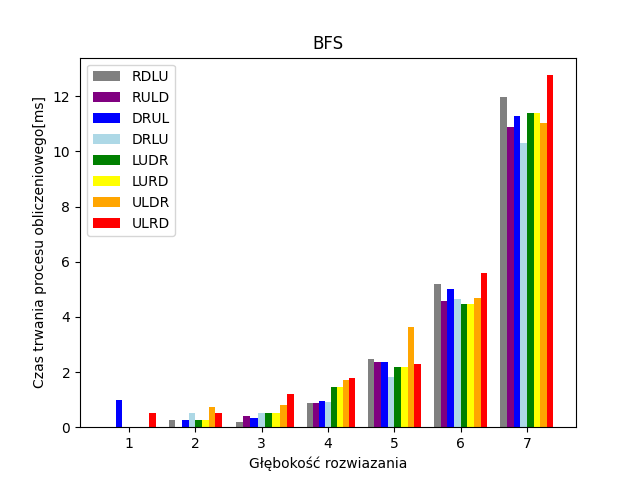 BFS
RDLU
RULD
DRUL
DRLU
LUDR
LURD
ULDR
ULRD
Czas trwania procesu obliczeniowego[ms]
12
10
8
6
4
2
0
1 2 3 4 5 6 7
Głębokość rozwiazania